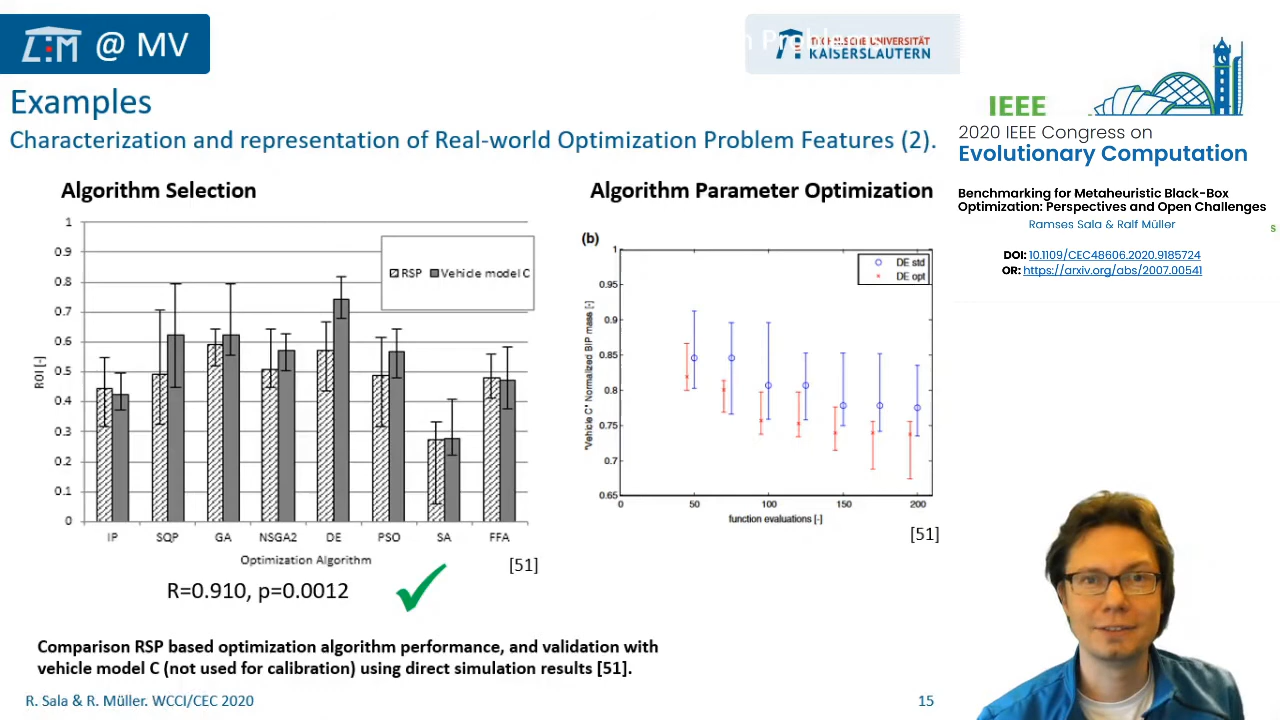 LEM @ MV
TECHNISCHE UNIVERSITÄT
KAISERSLAUTERN
Examples
Characterization and representation of Real-world Optimization Problem Features (2).
IEEE
2020 IEEE Congress on
Evolutionary Computation
Benchmarking for Metaheuristic Black-Box
Optimization: Perspectives and Open Challenges
Ramses Sala & Ralf Müller
s
DOI: 10.1109/CEC48606.2020.9185724
OR: https://arxiv.org/abs/2007.00541
Algorithm Selection
1
0.9
0.8
0.7
0.6
0.5
0.4
0.3
0.2
0.1
0
ROI [-]
RSP Vehicle model C
IP SQP GA NSGA2 DE PSO SA FFA
Optimization Algorithm
[51]
R=0.910, p=0.0012
Algorithm Parameter Optimization
(b)
1
0.95
0.9
0.85
0.8
0.75
0.7
0.65
"Vehicle C" Normalized BIP mass [-]
DE std
DE opt
0 50 100 150 200
function evaluations [-]
[51]
Comparison RSP based optimization algorithm performance, and validation with
vehicle model C (not used for calibration) using direct simulation results [51].
R. Sala & R. Müller. WCCI/CEC 2020
15